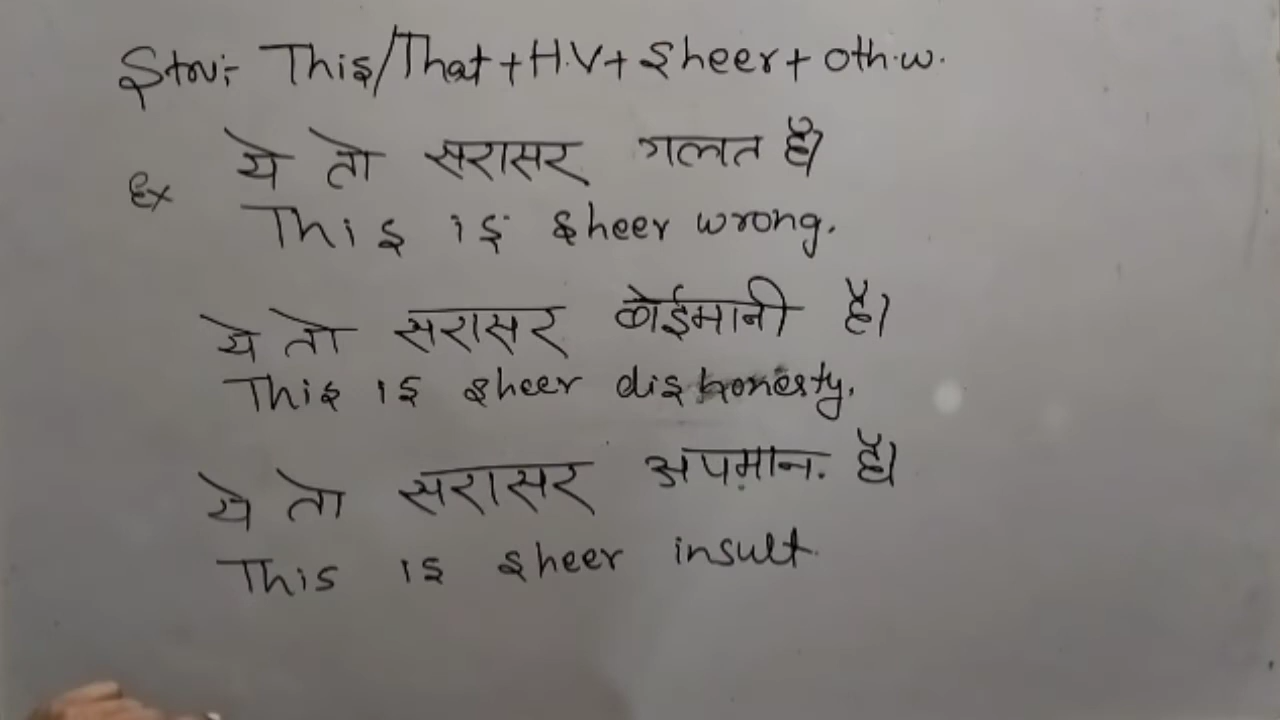 Stru:- This/That + H.V + Sheer + oth.w.
ये तो सरासर गलत है।
Ex
This is sheer wrong.
ये तो सरासर बेईमानी है।
This is sheer dishonesty.
ये तो सरासर अपमान है।
This is sheer insult.